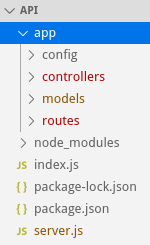 API
app
config
controllers
models
routes
node_modules
JS index.js
{ } package-lock.json
{ } package.json
JS server.js